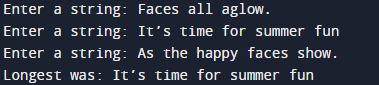 Enter a string: Faces all aglow.
Enter a string: It’s time for summer fun
Enter a string: As the happy faces show.
Longest was: It’s time for summer fun